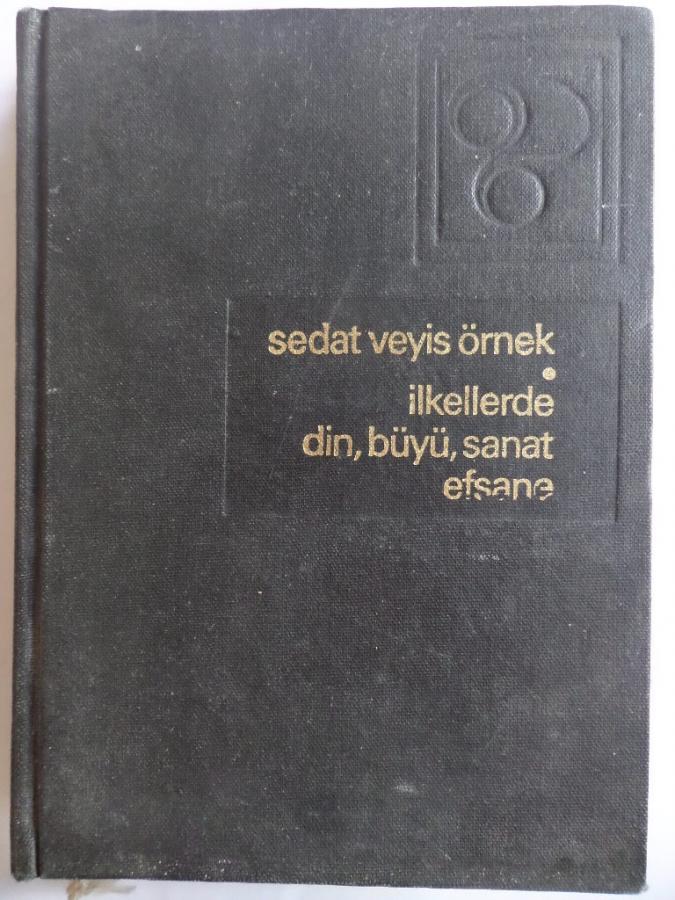 sedat veyis örnek
ilkellerde
din, büyü, sanat
efsane